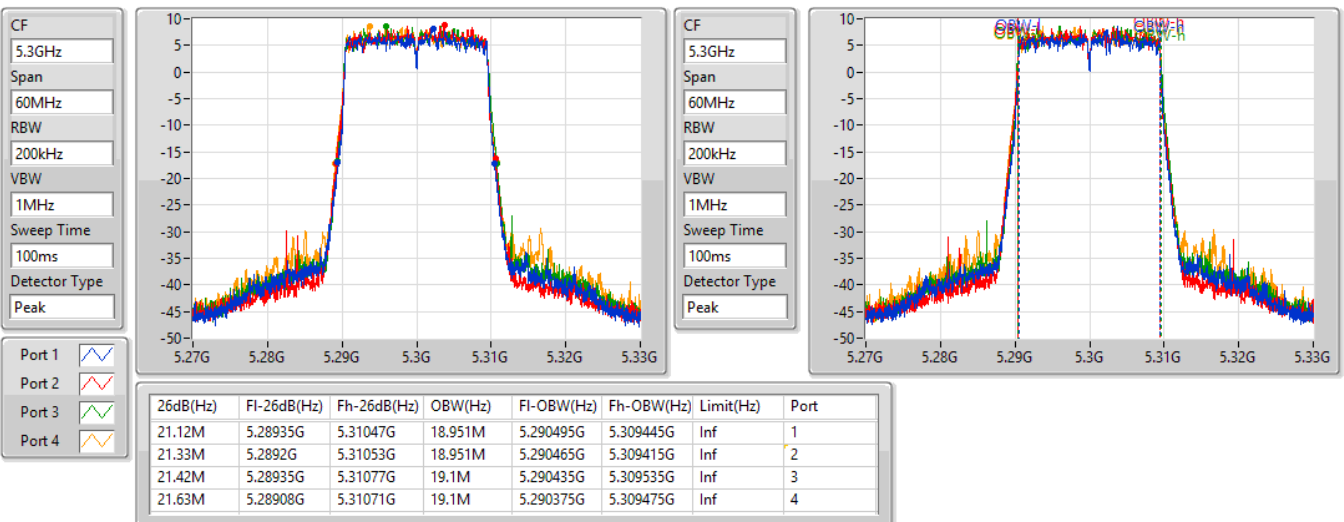 CF
5.3GHz
Span
60MHz
RBW
200kHz
VBW
1MHz
Sweep Time
100ms
Detector Type
Peak
10
5
0
-5
-10
-15
-20
-25
-30
-35
-40
-45
-50
5.27G 5.28G 5.29G 5.3G 5.31G 5.32G 5.33G
CF
5.3GHz
Span
60MHz
RBW
200kHz
VBW
1MHz
Sweep Time
100ms
Detector Type
Peak
10
5
0
-5
-10
-15
-20
-25
-30
-35
-40
-45
-50
OBW-l OBW-h
5.27G 5.28G 5.29G 5.3G 5.31G 5.32G 5.33G
Port 1
Port 2
Port 3
Port 4
26dB(Hz) Fl-26dB(Hz) Fh-26dB(Hz) OBW(Hz) Fl-OBW(Hz) Fh-OBW(Hz) Limit(Hz) Port
21.12M 5.28935G 5.31047G 18.951M 5.290495G 5.309445G Inf 1
21.33M 5.2892G 5.31053G 18.951M 5.290465G 5.309415G Inf 2
21.42M 5.28935G 5.31077G 19.1M 5.290435G 5.309535G Inf 3
21.63M 5.28908G 5.31071G 19.1M 5.290375G 5.309475G Inf 4